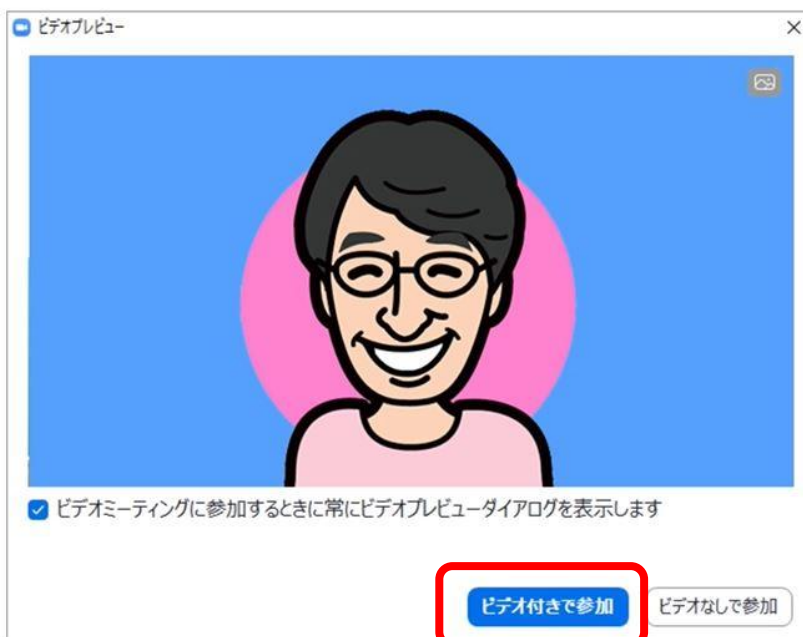 ビデオプレビュー
ビデオミーティングに参加するときに常にビデオプレビューダイアログを表示します
ビデオ付きで参加
ビデオなしで参加